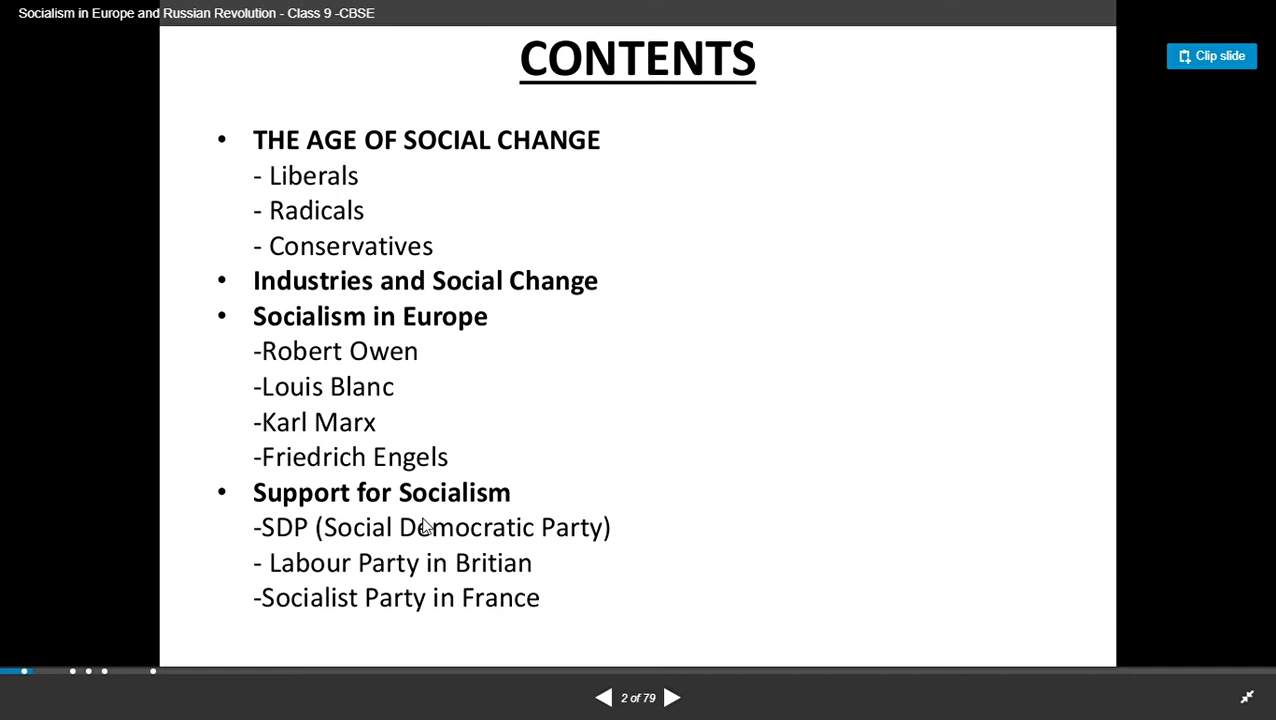 Socialism in Europe and Russian Revolution - Class 9 -CBSE
CONTENTS
Clip slide
• THE AGE OF SOCIAL CHANGE
- Liberals
- Radicals
- Conservatives
• Industries and Social Change
• Socialism in Europe
-Robert Owen
-Louis Blanc
-Karl Marx
-Friedrich Engels
• Support for Socialism
-SDP (Social Democratic Party)
- Labour Party in Britian
-Socialist Party in France
2 of 79